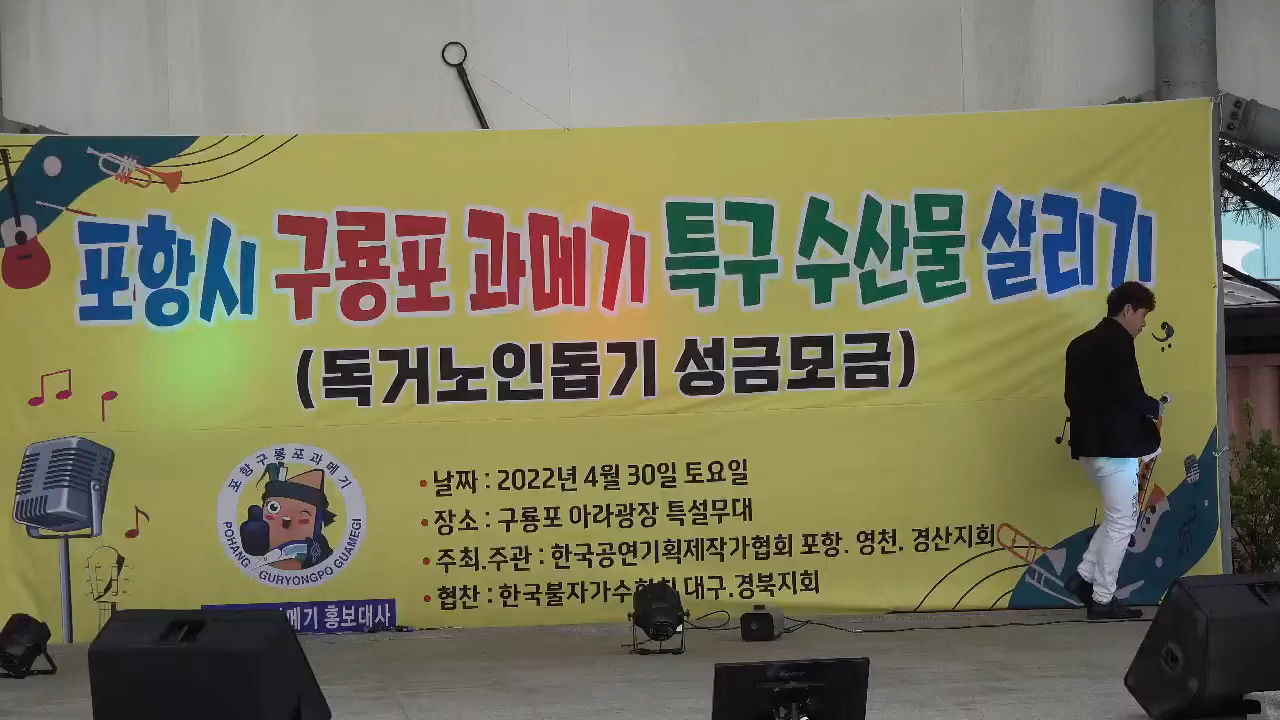 포항시 구룡포 과메기 특구 수산물 살리기
(독거노인돕기 성금모금)
포항구룡포과메기
POHANG GURYONGPO GUAMEGI
• 날짜 : 2022년 4월 30일 토요일
• 장소 : 구룡포 아라광장 특설무대
• 주최.주관 : 한국공연기획제작가협회 포항. 영천. 경산지회
• 협찬 : 한국불자가수 대구.경북지회
홍보대사